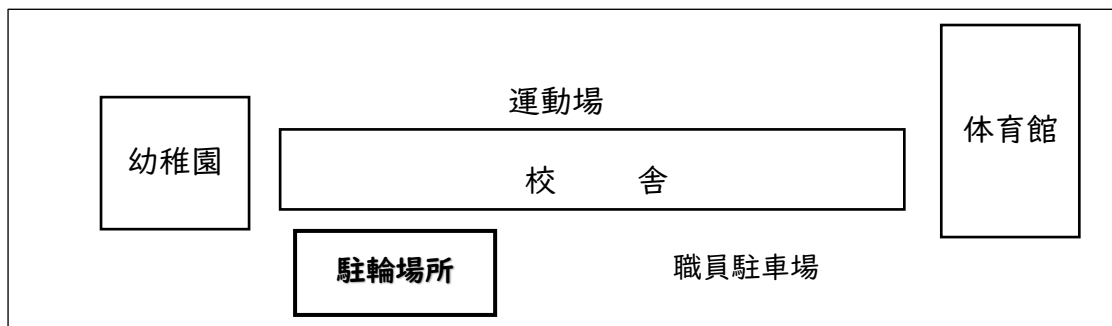 運動場
体育館
幼稚園
校　　舎
駐輪場所
職員駐車場